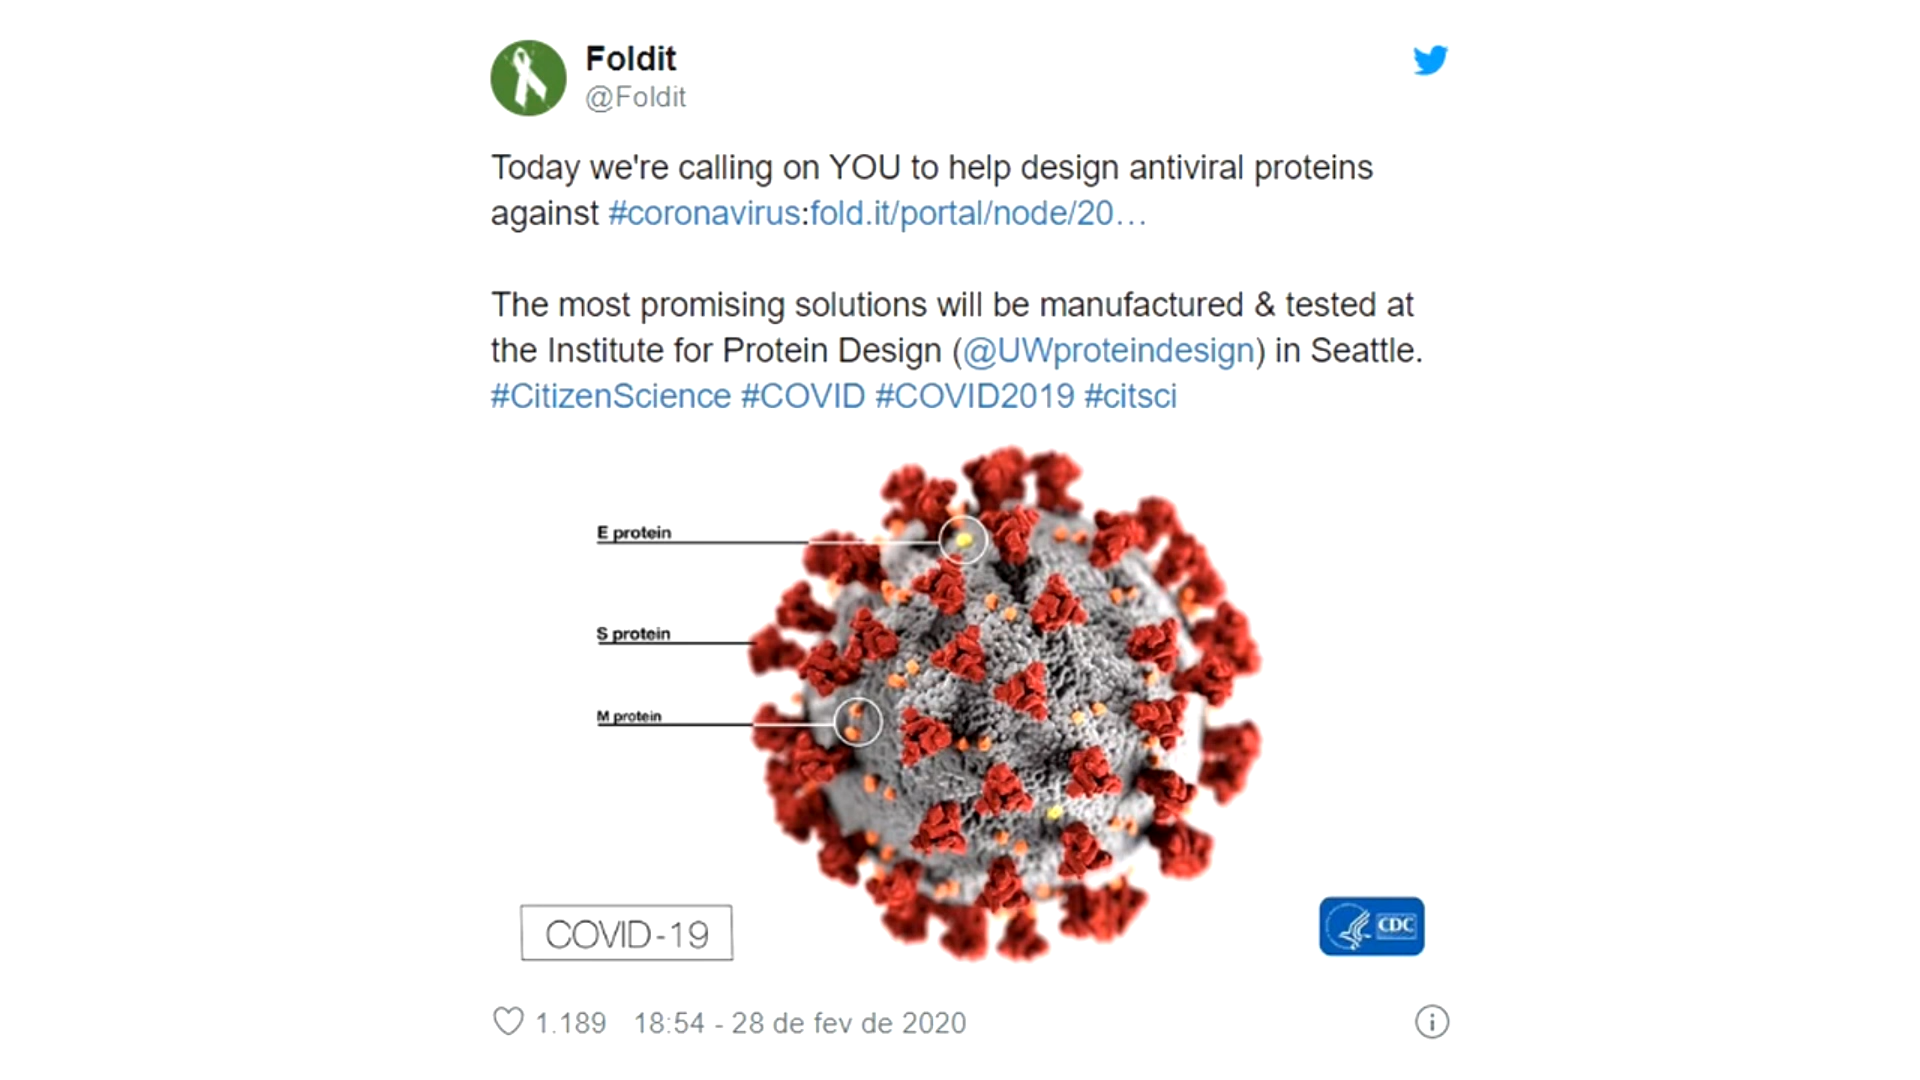 Foldit
@Foldit
Today we're calling on YOU to help design antiviral proteins
against #coronavirus:fold.it/portal/node/20…
The most promising solutions will be manufactured & tested at
the Institute for Protein Design (@UWproteindesign) in Seattle.
#CitizenScience #COVID #COVID2019 #citsci
E protein
S protein
M protein
COVID-19
CDC
1.189 18:54 - 28 de fev de 2020